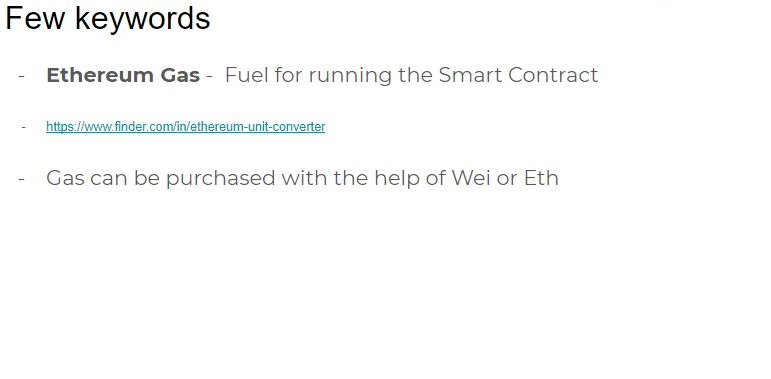 Few keywords
- Ethereum Gas - Fuel for running the Smart Contract
- https://www.finder.com/in/ethereum-unit-converter
- Gas can be purchased with the help of Wei or Eth